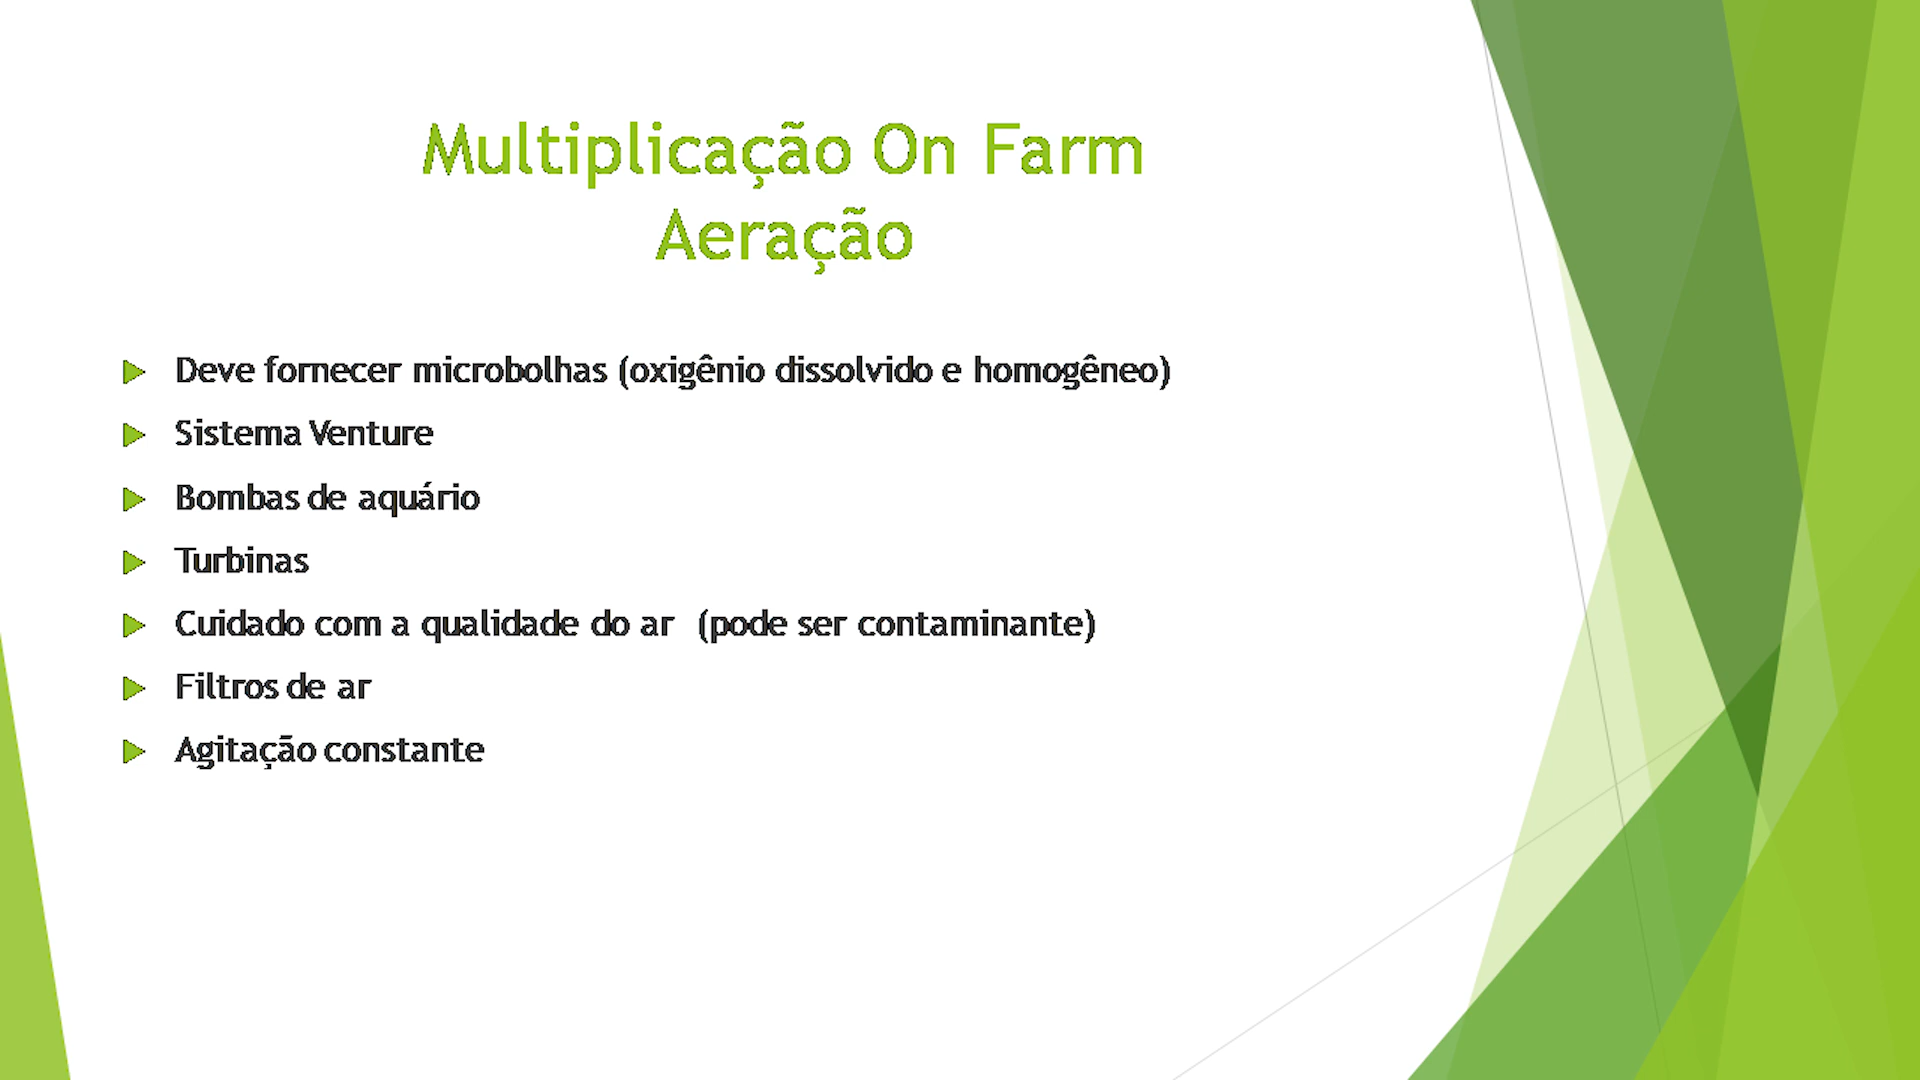 Multiplicação On Farm
Aeração
Deve fornecer microbolhas (oxigênio dissolvido e homogêneo)
Sistema Venture
Bombas de aquário
Turbinas
Cuidado com a qualidade do ar (pode ser contaminante)
Filtros de ar
Agitação constante